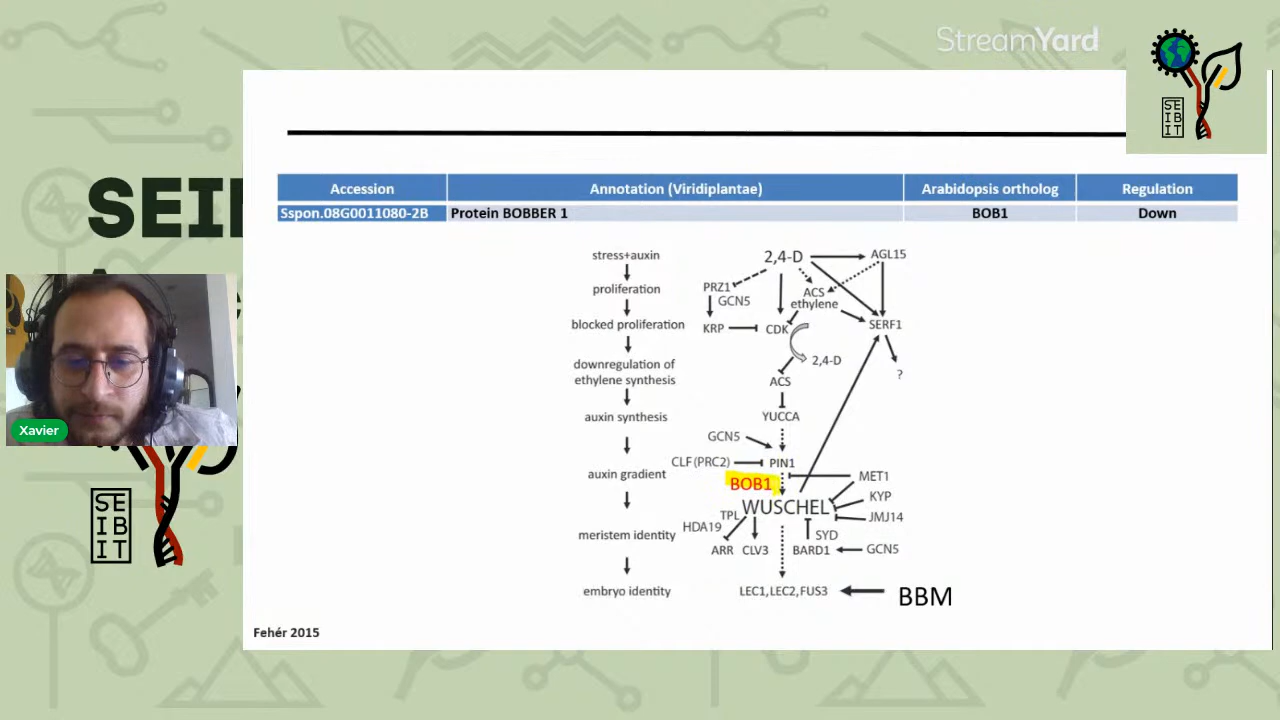 StreamYard
SEIBIT
SEI
Accession Annotation (Viridiplantae) Arabidopsis ortholog Regulation
Sspon.08G0011080-2B Protein BOBBER 1 BOB1 Down
stress+auxin
proliferation
blocked proliferation
downregulation of
ethylene synthesis
auxin synthesis
auxin gradient
meristem identity
embryo identity
2,4-D
AGL15
PRZ1
GCN5
ACS
ethylene
KRP
CDK
SERF1
2,4-D
?
ACS
YUCCA
GCN5
CLF(PRC2)
PIN1
BOB1
MET1
KYP
WUSCHEL
JMJ14
TPL
HDA19
SYD
ARR
CLV3
BARD1
GCN5
LEC1,LEC2,FUS3
BBM
Fehér 2015
Xavier
SE
IB
IT